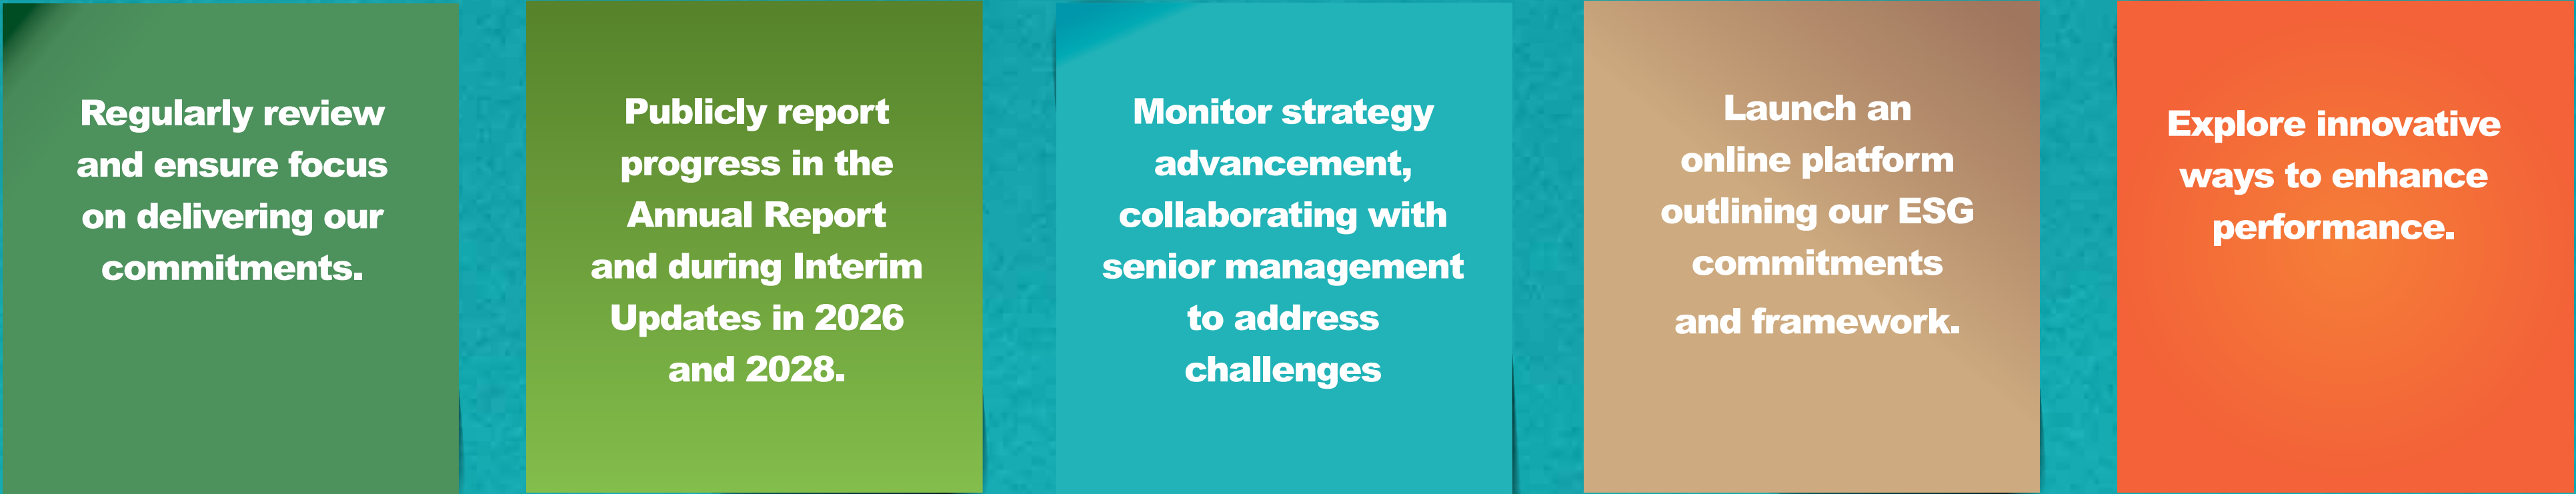 Regularly review
and ensure focus
on delivering our
commitments.
Publicly report
progress in the
Annual Report
and during Interim
Updates in 2026
and 2028.
Monitor strategy
advancement,
collaborating with
senior management
to address
challenges
Launch an
online platform
outlining our ESG
commitments
and framework.
Explore innovative
ways to enhance
performance.